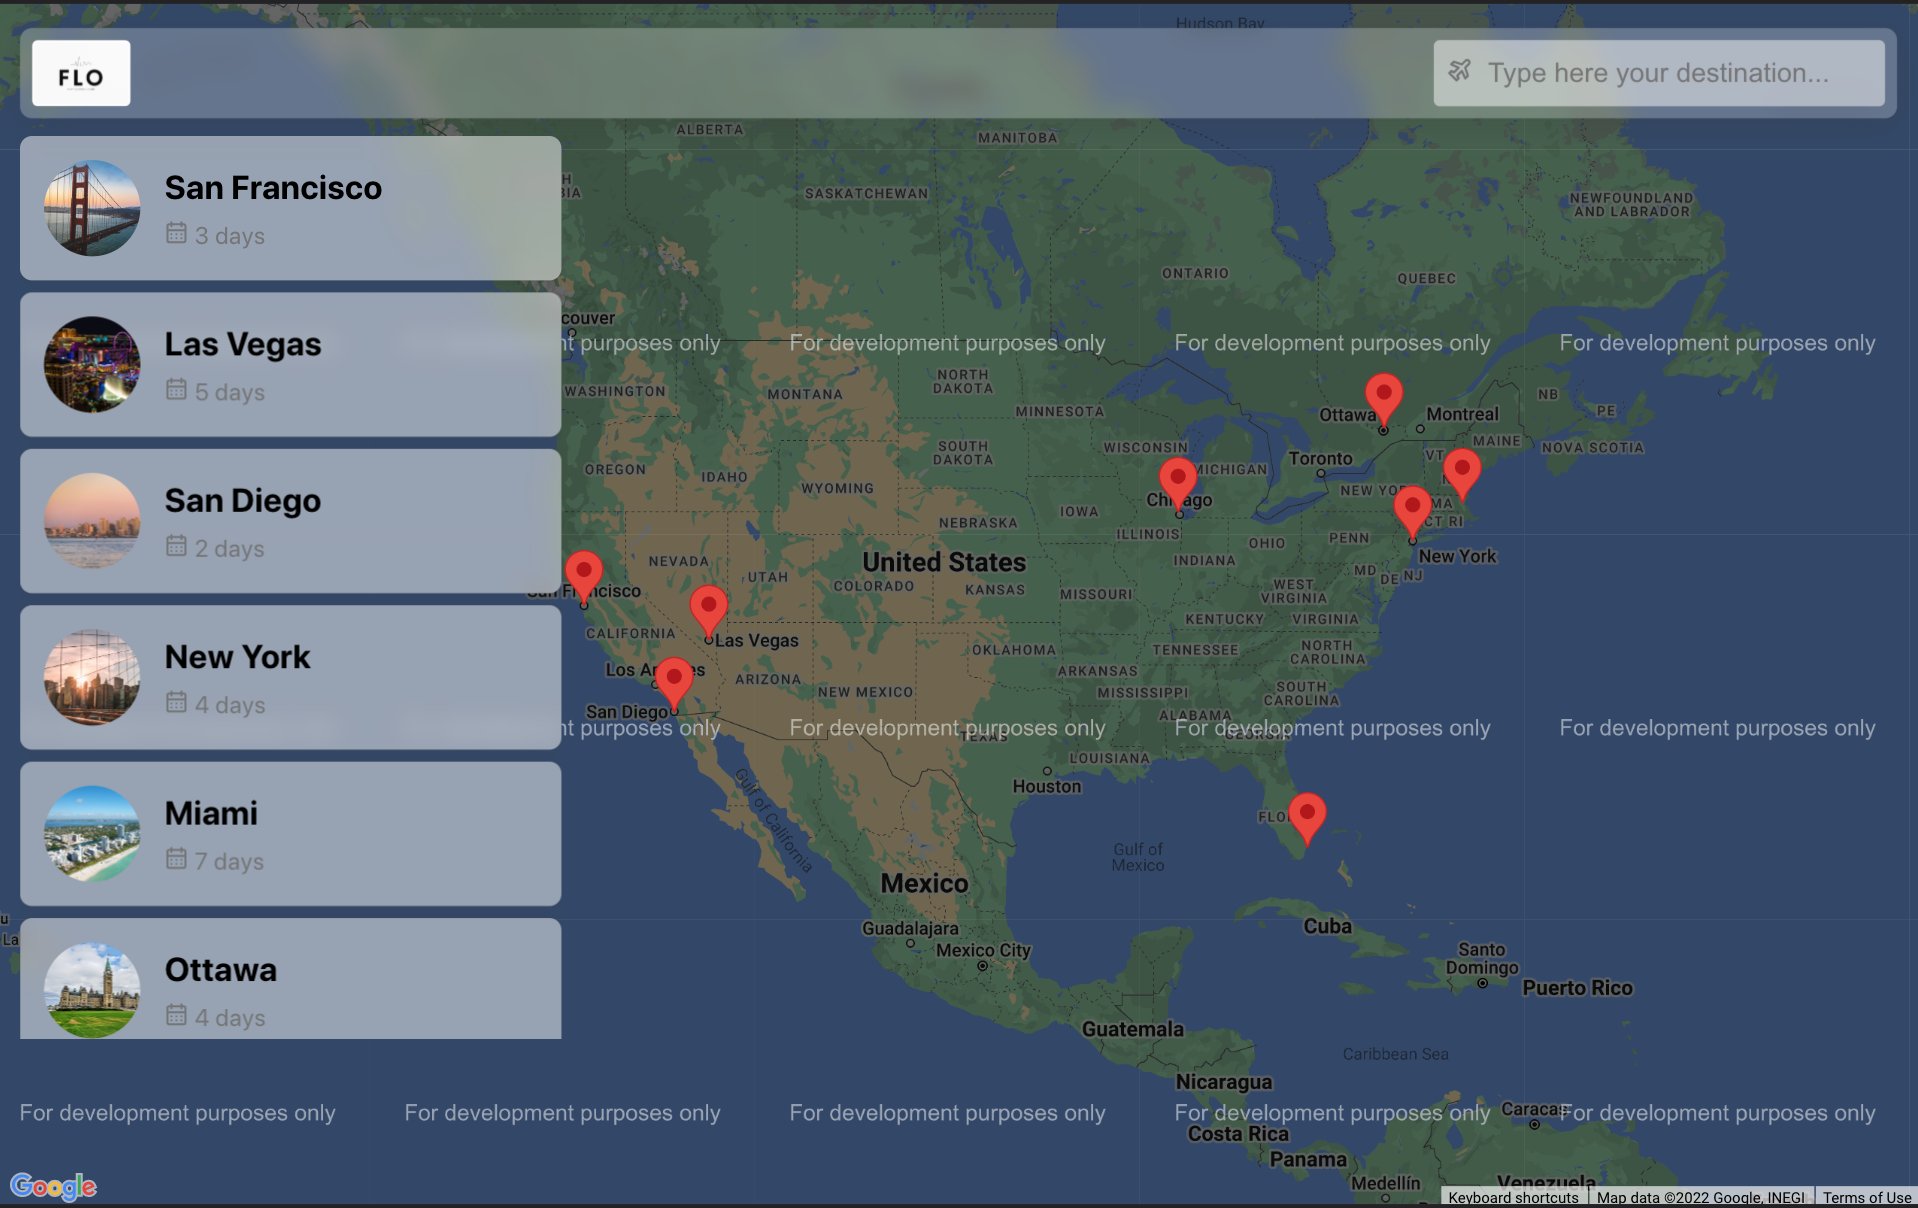 Hudson Bay
FLO
Type here your destination...
San Francisco
3 days
Las Vegas
5 days
San Diego
2 days
New York
4 days
Miami
7 days
Ottawa
4 days
ALBERTA
MANITOBA
SASKATCHEWAN
NEWFOUNDLAND
AND LABRADOR
ONTARIO
QUEBEC
couver
nt purposes only
For development purposes only
For development purposes only
For development purposes only
WASHINGTON
MONTANA
NORTH
DAKOTA
MINNESOTA
NB
PE
Ottawa
Montreal
MAINE
NOVA SCOTIA
OREGON
IDAHO
SOUTH
DAKOTA
WISCONSIN
MICHIGAN
Toronto
VT
WYOMING
Chicago
NEW YORK
MA
CT RI
NEBRASKA
IOWA
ILLINOIS
INDIANA
OHIO
PENN
New York
NEVADA
UTAH
United States
COLORADO
KANSAS
MISSOURI
WEST
VIRGINIA
MD
DE
NJ
San Francisco
CALIFORNIA
Las Vegas
KENTUCKY
VIRGINIA
Los Angeles
ARIZONA
NEW MEXICO
OKLAHOMA
ARKANSAS
TENNESSEE
NORTH
CAROLINA
MISSISSIPPI
SOUTH
CAROLINA
San Diego
ALABAMA
GEORGIA
TEXAS
nt purposes only
For development purposes only
For development purposes only
For development purposes only
LOUISIANA
Houston
Gulf of California
FLO
Gulf of
Mexico
Mexico
Guadalajara
Mexico City
Cuba
Santo
Domingo
Puerto Rico
Guatemala
Caribbean Sea
Nicaragua
For development purposes only
For development purposes only
For development purposes only
For development purposes only
Caracas
For development purposes only
Costa Rica
Panama
Medellín
Venezuela
Google
Keyboard shortcuts
Map data ©2022 Google, INEGI
Terms of Use